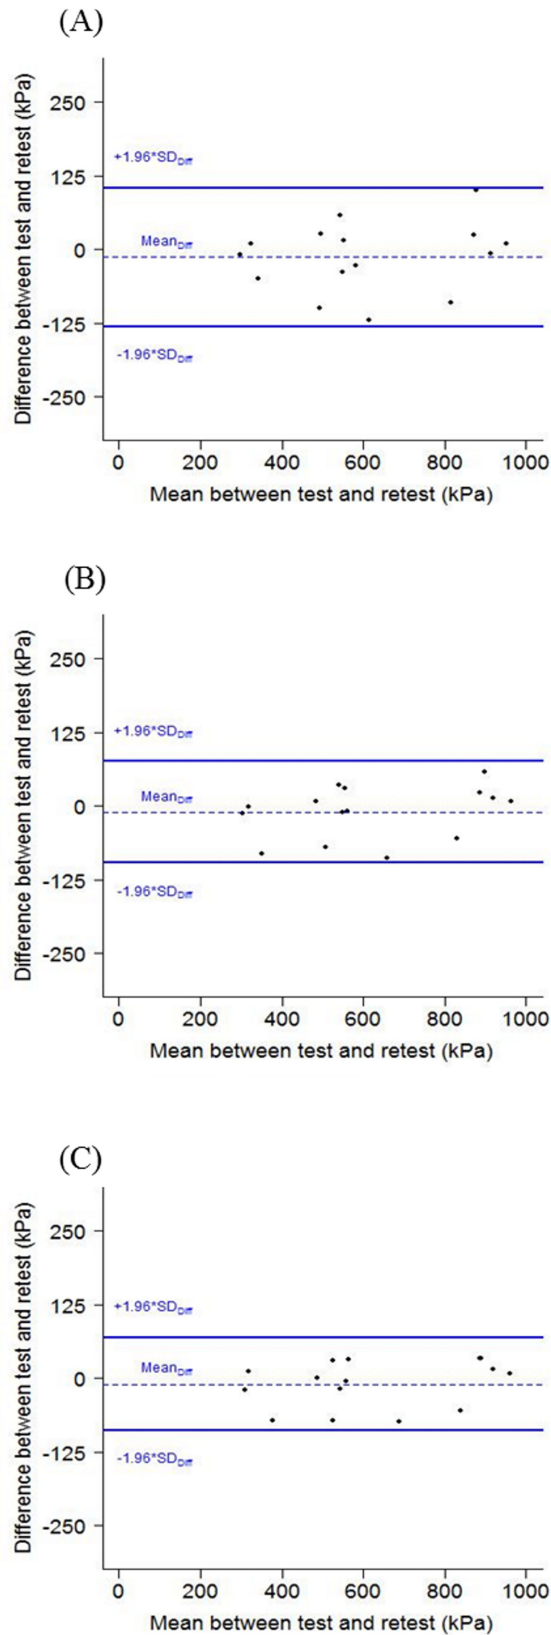 (A)
Difference between test and retest (kPa)
250
125
0
-125
-250
+1.96*SDDiff
MeanDiff
-1.96*SDDiff
0 200 400 600 800 1000
Mean between test and retest (kPa)
(B)
Difference between test and retest (kPa)
250
125
0
-125
-250
+1.96*SDDiff
MeanDiff
-1.96*SDDiff
0 200 400 600 800 1000
Mean between test and retest (kPa)
(C)
Difference between test and retest (kPa)
250
125
0
-125
-250
+1.96*SDDiff
MeanDiff
-1.96*SDDiff
0 200 400 600 800 1000
Mean between test and retest (kPa)